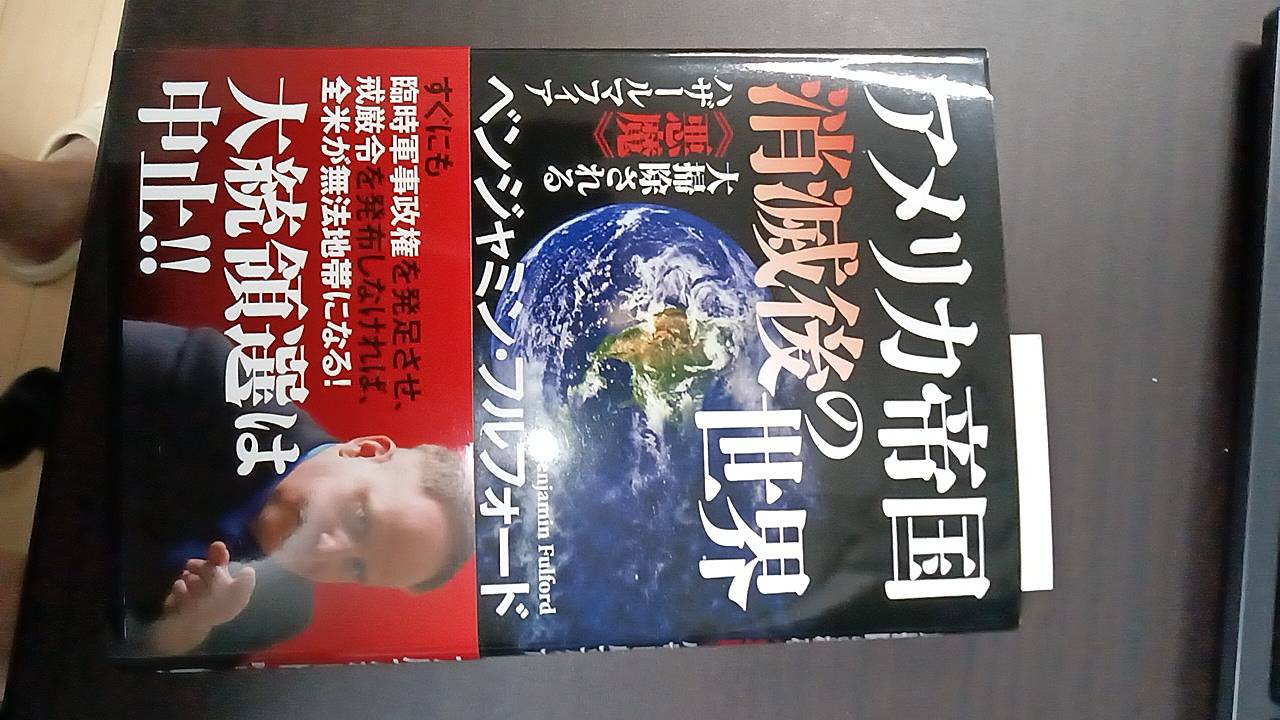 アメリカ帝国
消滅後の
世界
ハザールマフィア
《悪魔》
大掃除される
Benjamin Fulford
ベンジャミン・フルフォード
すぐにも
臨時軍事政権を発足させ、
戒厳令を発布しなければ、
全米が無法地帯になる!
大統領選は
中止!!